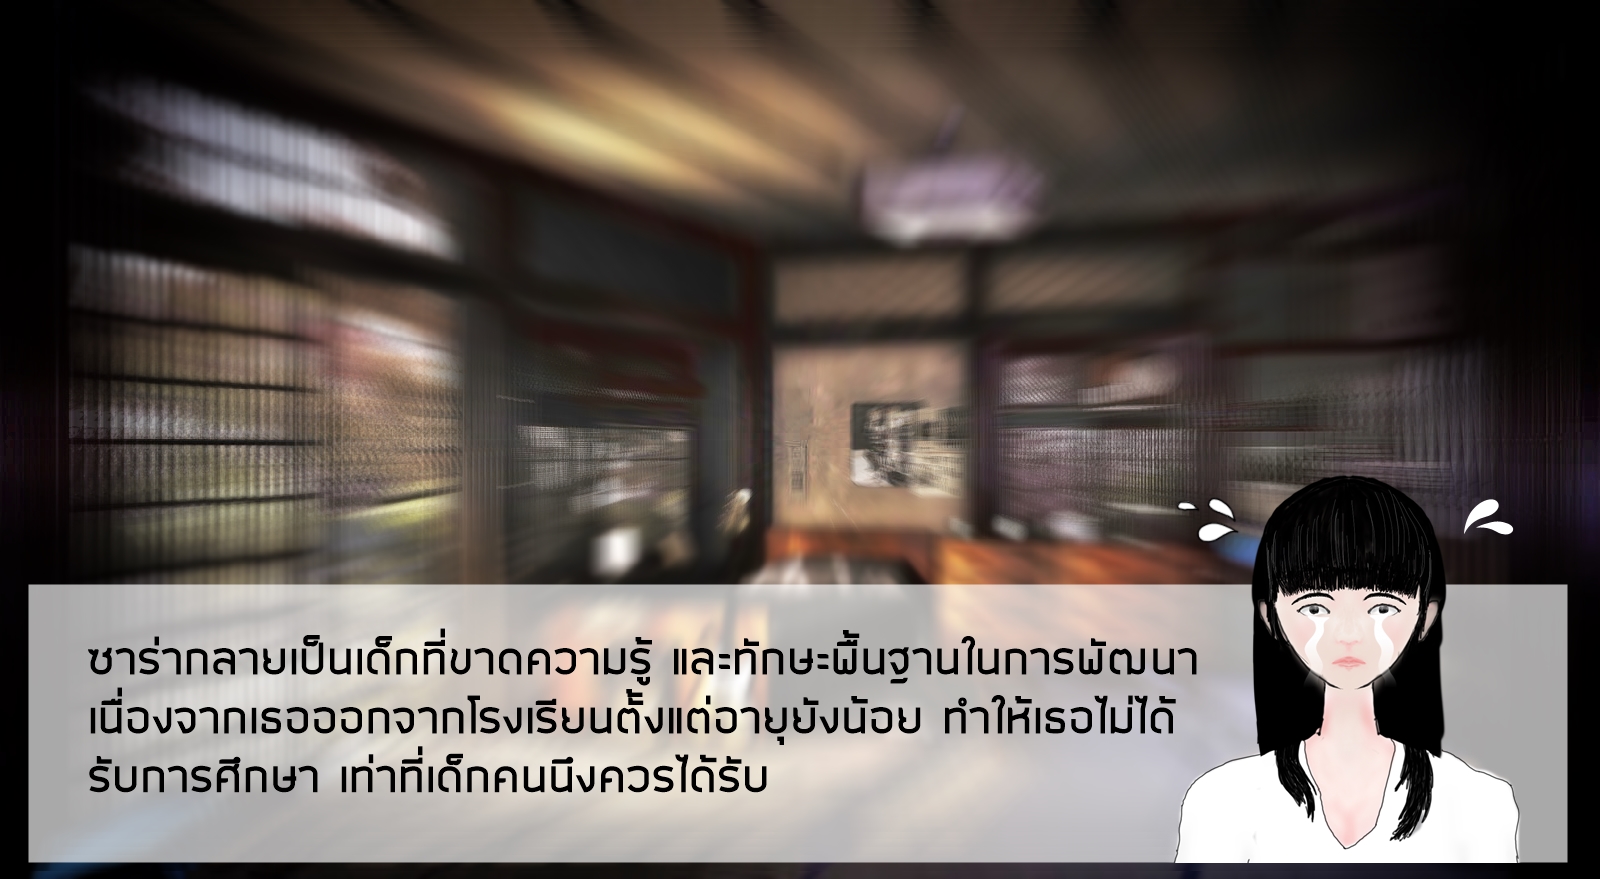 ซาร่ากลายเป็นเด็กที่ขาดความรู้ และทักษะพื้นฐานในการพัฒนา
เนื่องจากเธอออกจากโรงเรียนตั้งแต่อายุยังน้อย ทำให้เธอไม่ได้
รับการศึกษา เท่าที่เด็กคนนึงควรได้รับ